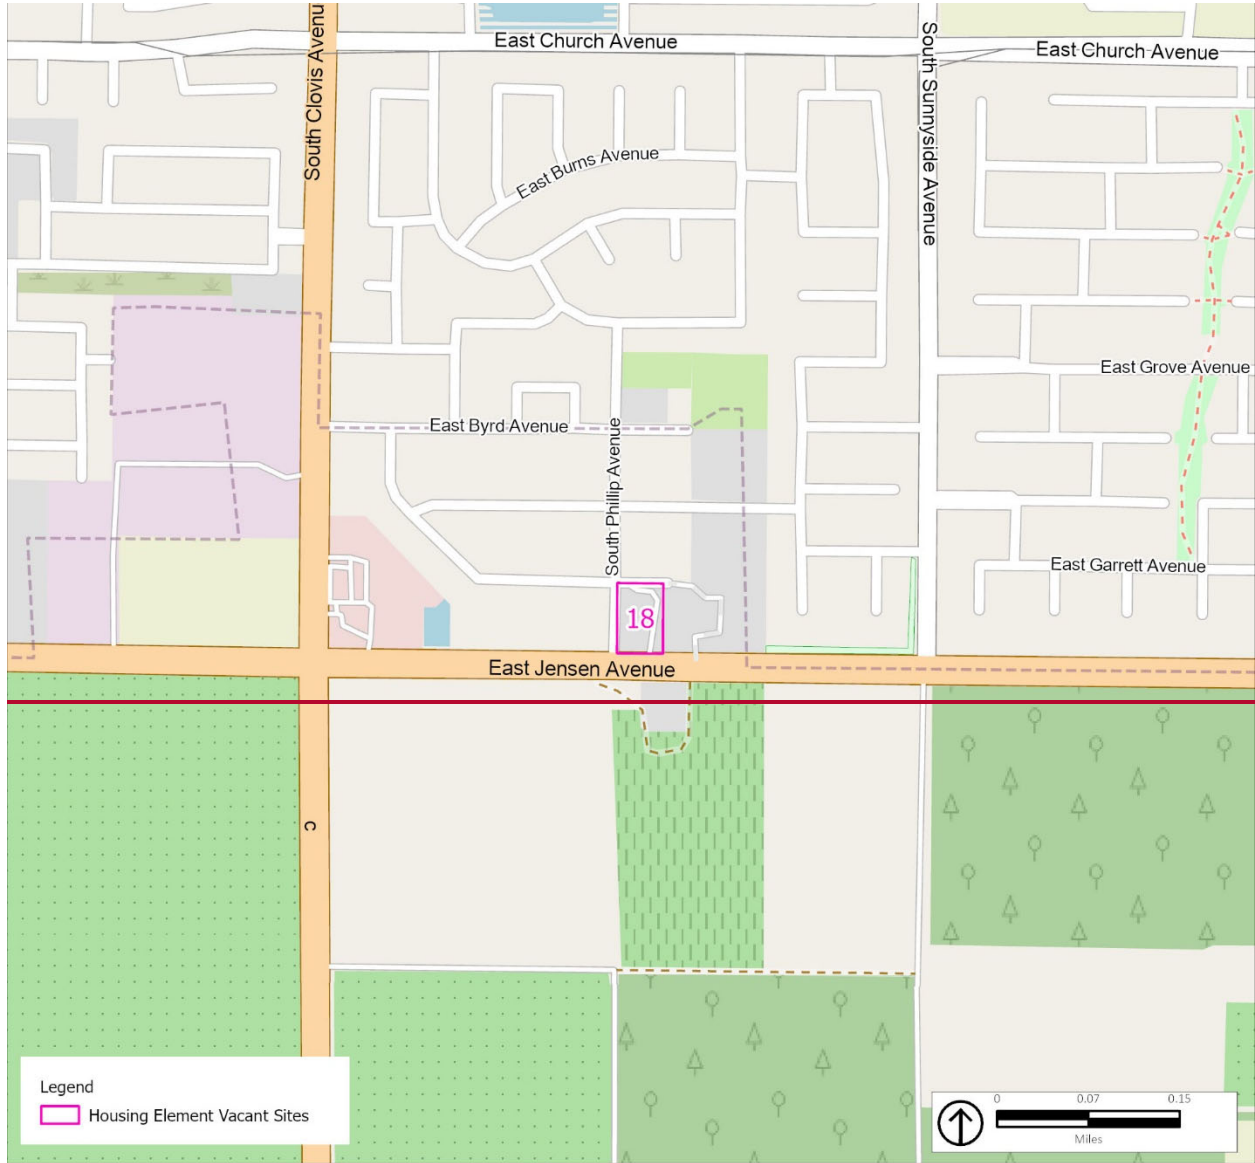 East Church Avenue
East Church Avenue
South Clovis Avenu
South Sunnyside Avenue
East Burns Avenue
East Grove Avenue
East Byrd Avenue
South Phillip Avenue
East Garrett Avenue
18
East Jensen Avenue
C
Legend
Housing Element Vacant Sites
0 0.07 0.15
Miles